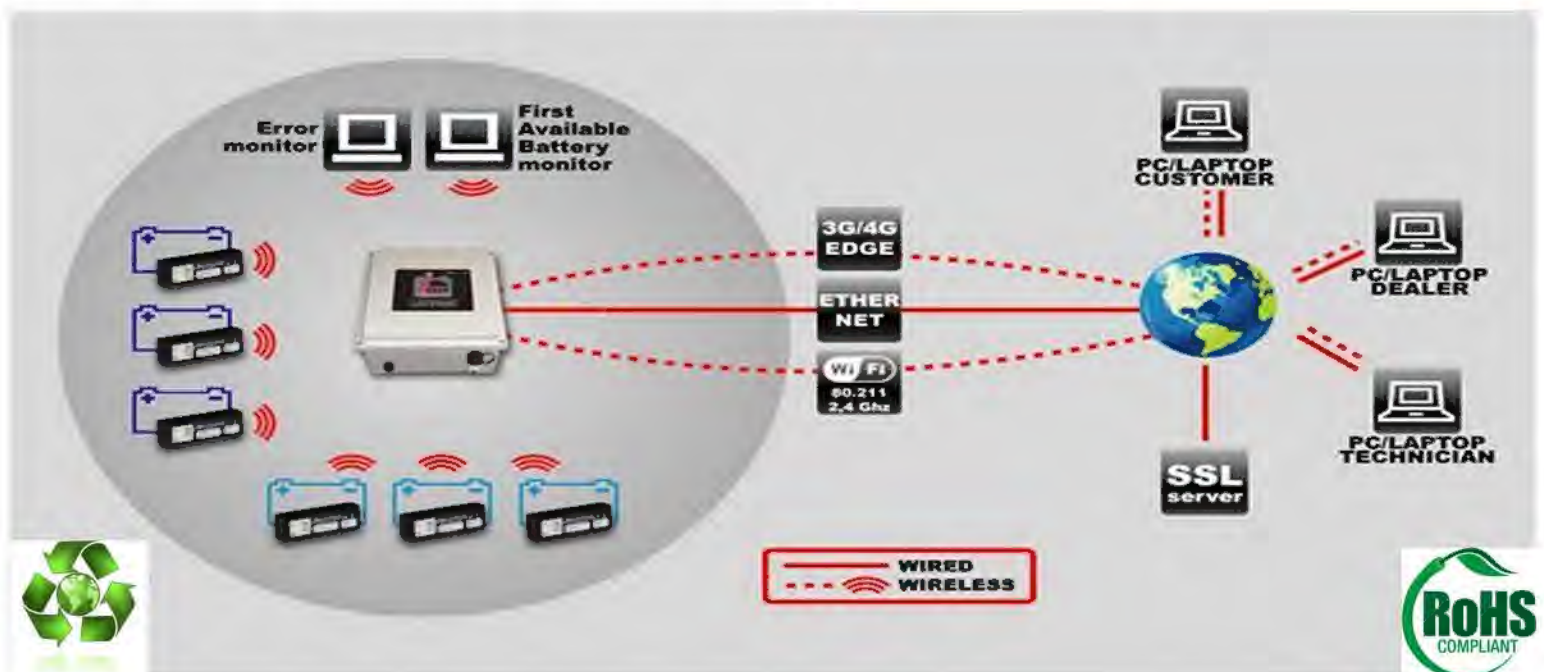 Error
monitor
First
Available
Battery
monitor
3G/4G
EDGE
ETHER
NET
Wi Fi
80.211
2,4 Ghz
PC/LAPTOP
CUSTOMER
PC/LAPTOP
DEALER
PC/LAPTOP
TECHNICIAN
SSL
server
WIRED
WIRELESS
RoHS
COMPLIANT